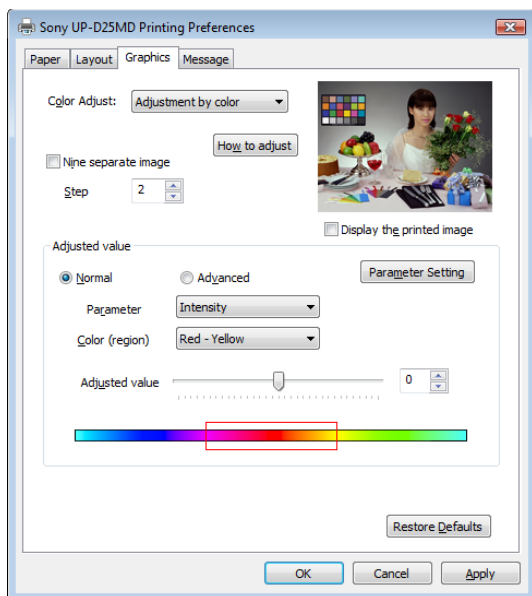 Sony UP-D25MD Printing Preferences
Paper Layout Graphics Message
Color Adjust: Adjustment by color
How to adjust
Nine separate image
Step 2
Display the printed image
Adjusted value
Normal Advanced Parameter Setting
Parameter Intensity
Color (region) Red - Yellow
Adjusted value 0
Restore Defaults
OK Cancel Apply